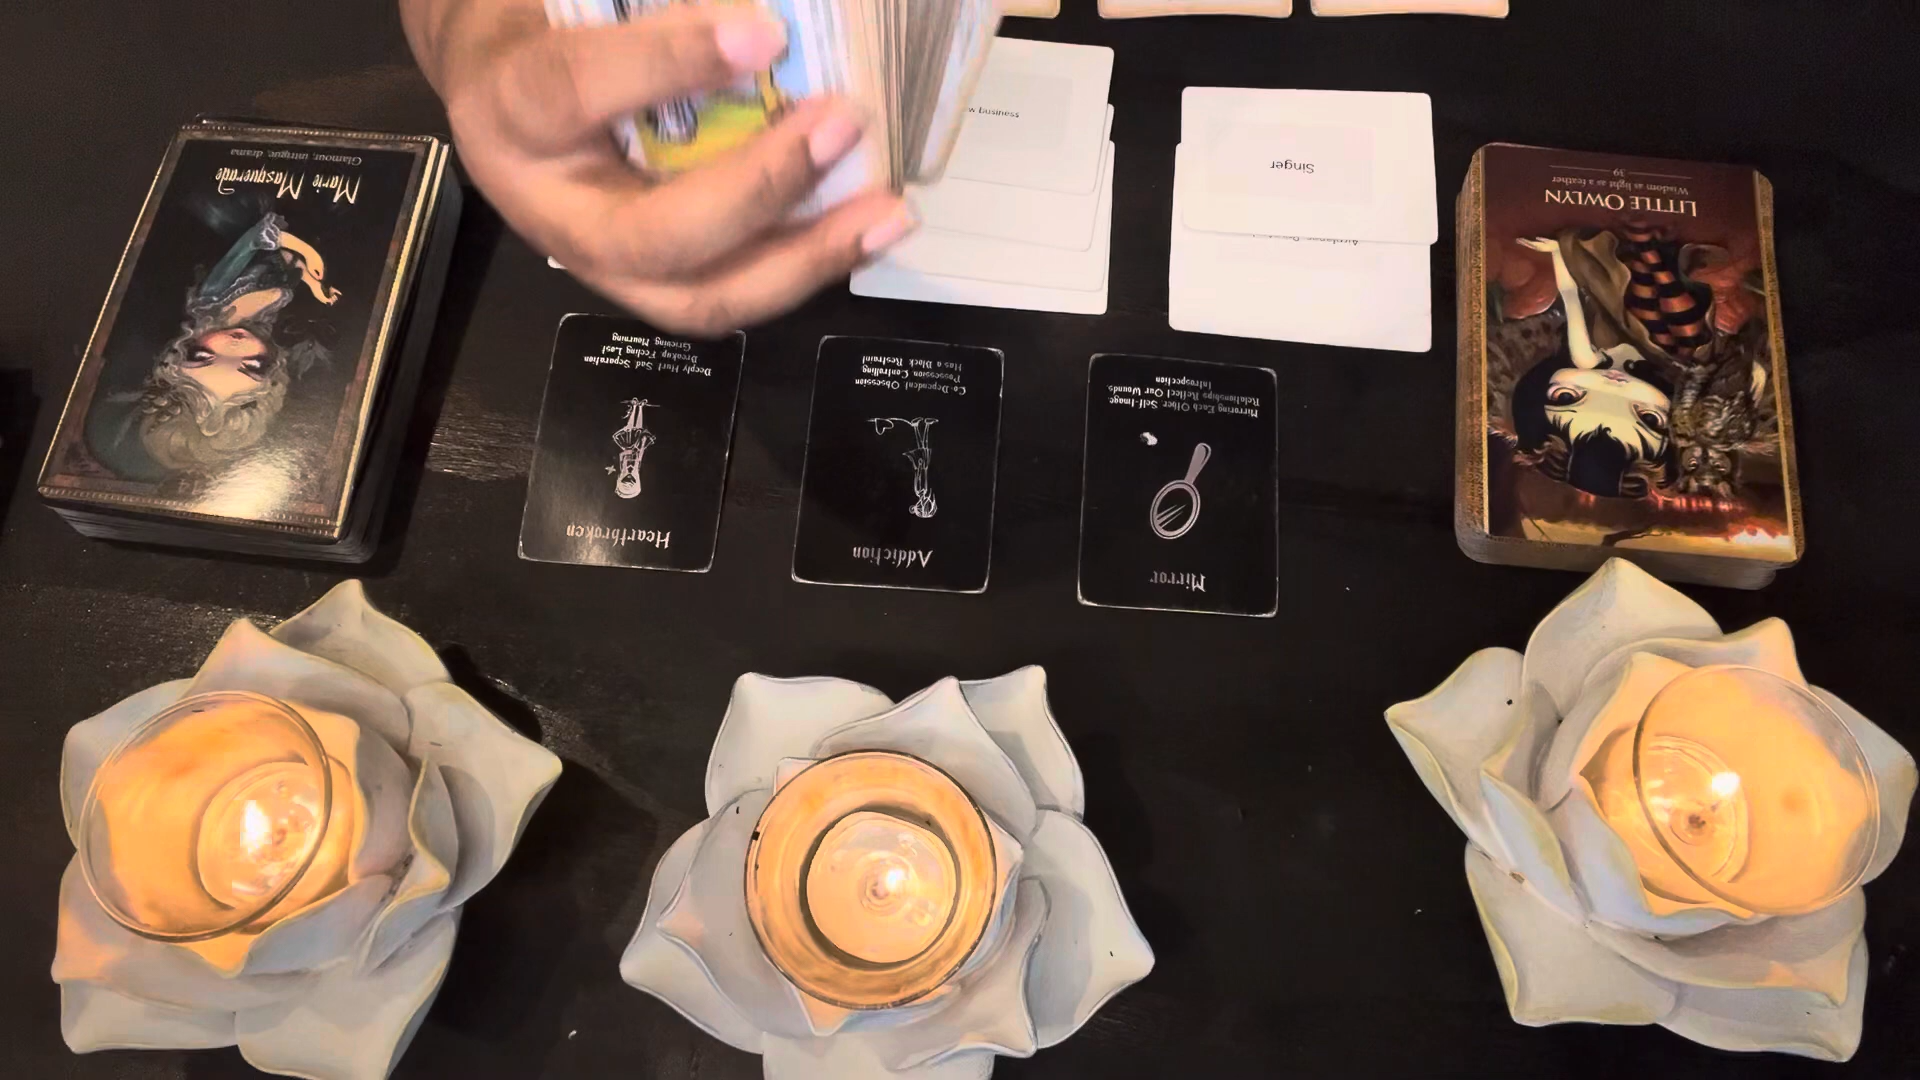 Marie Masquerade
Glamour, intrigue, drama
business
Singer
LITTLE OWLYN
Wisdom as light as a feather
39
Heartbroken
Deeply Hurt Sad Separation
Breakup Feeling Lost
Grieving Mourning
Addiction
Co-Dependent Obsession
Possession Controlling
Has a Block Restraint
Mirror
Mirroring Each Other. Self-Image.
Relationships Reflect Our Wounds.
Introspection